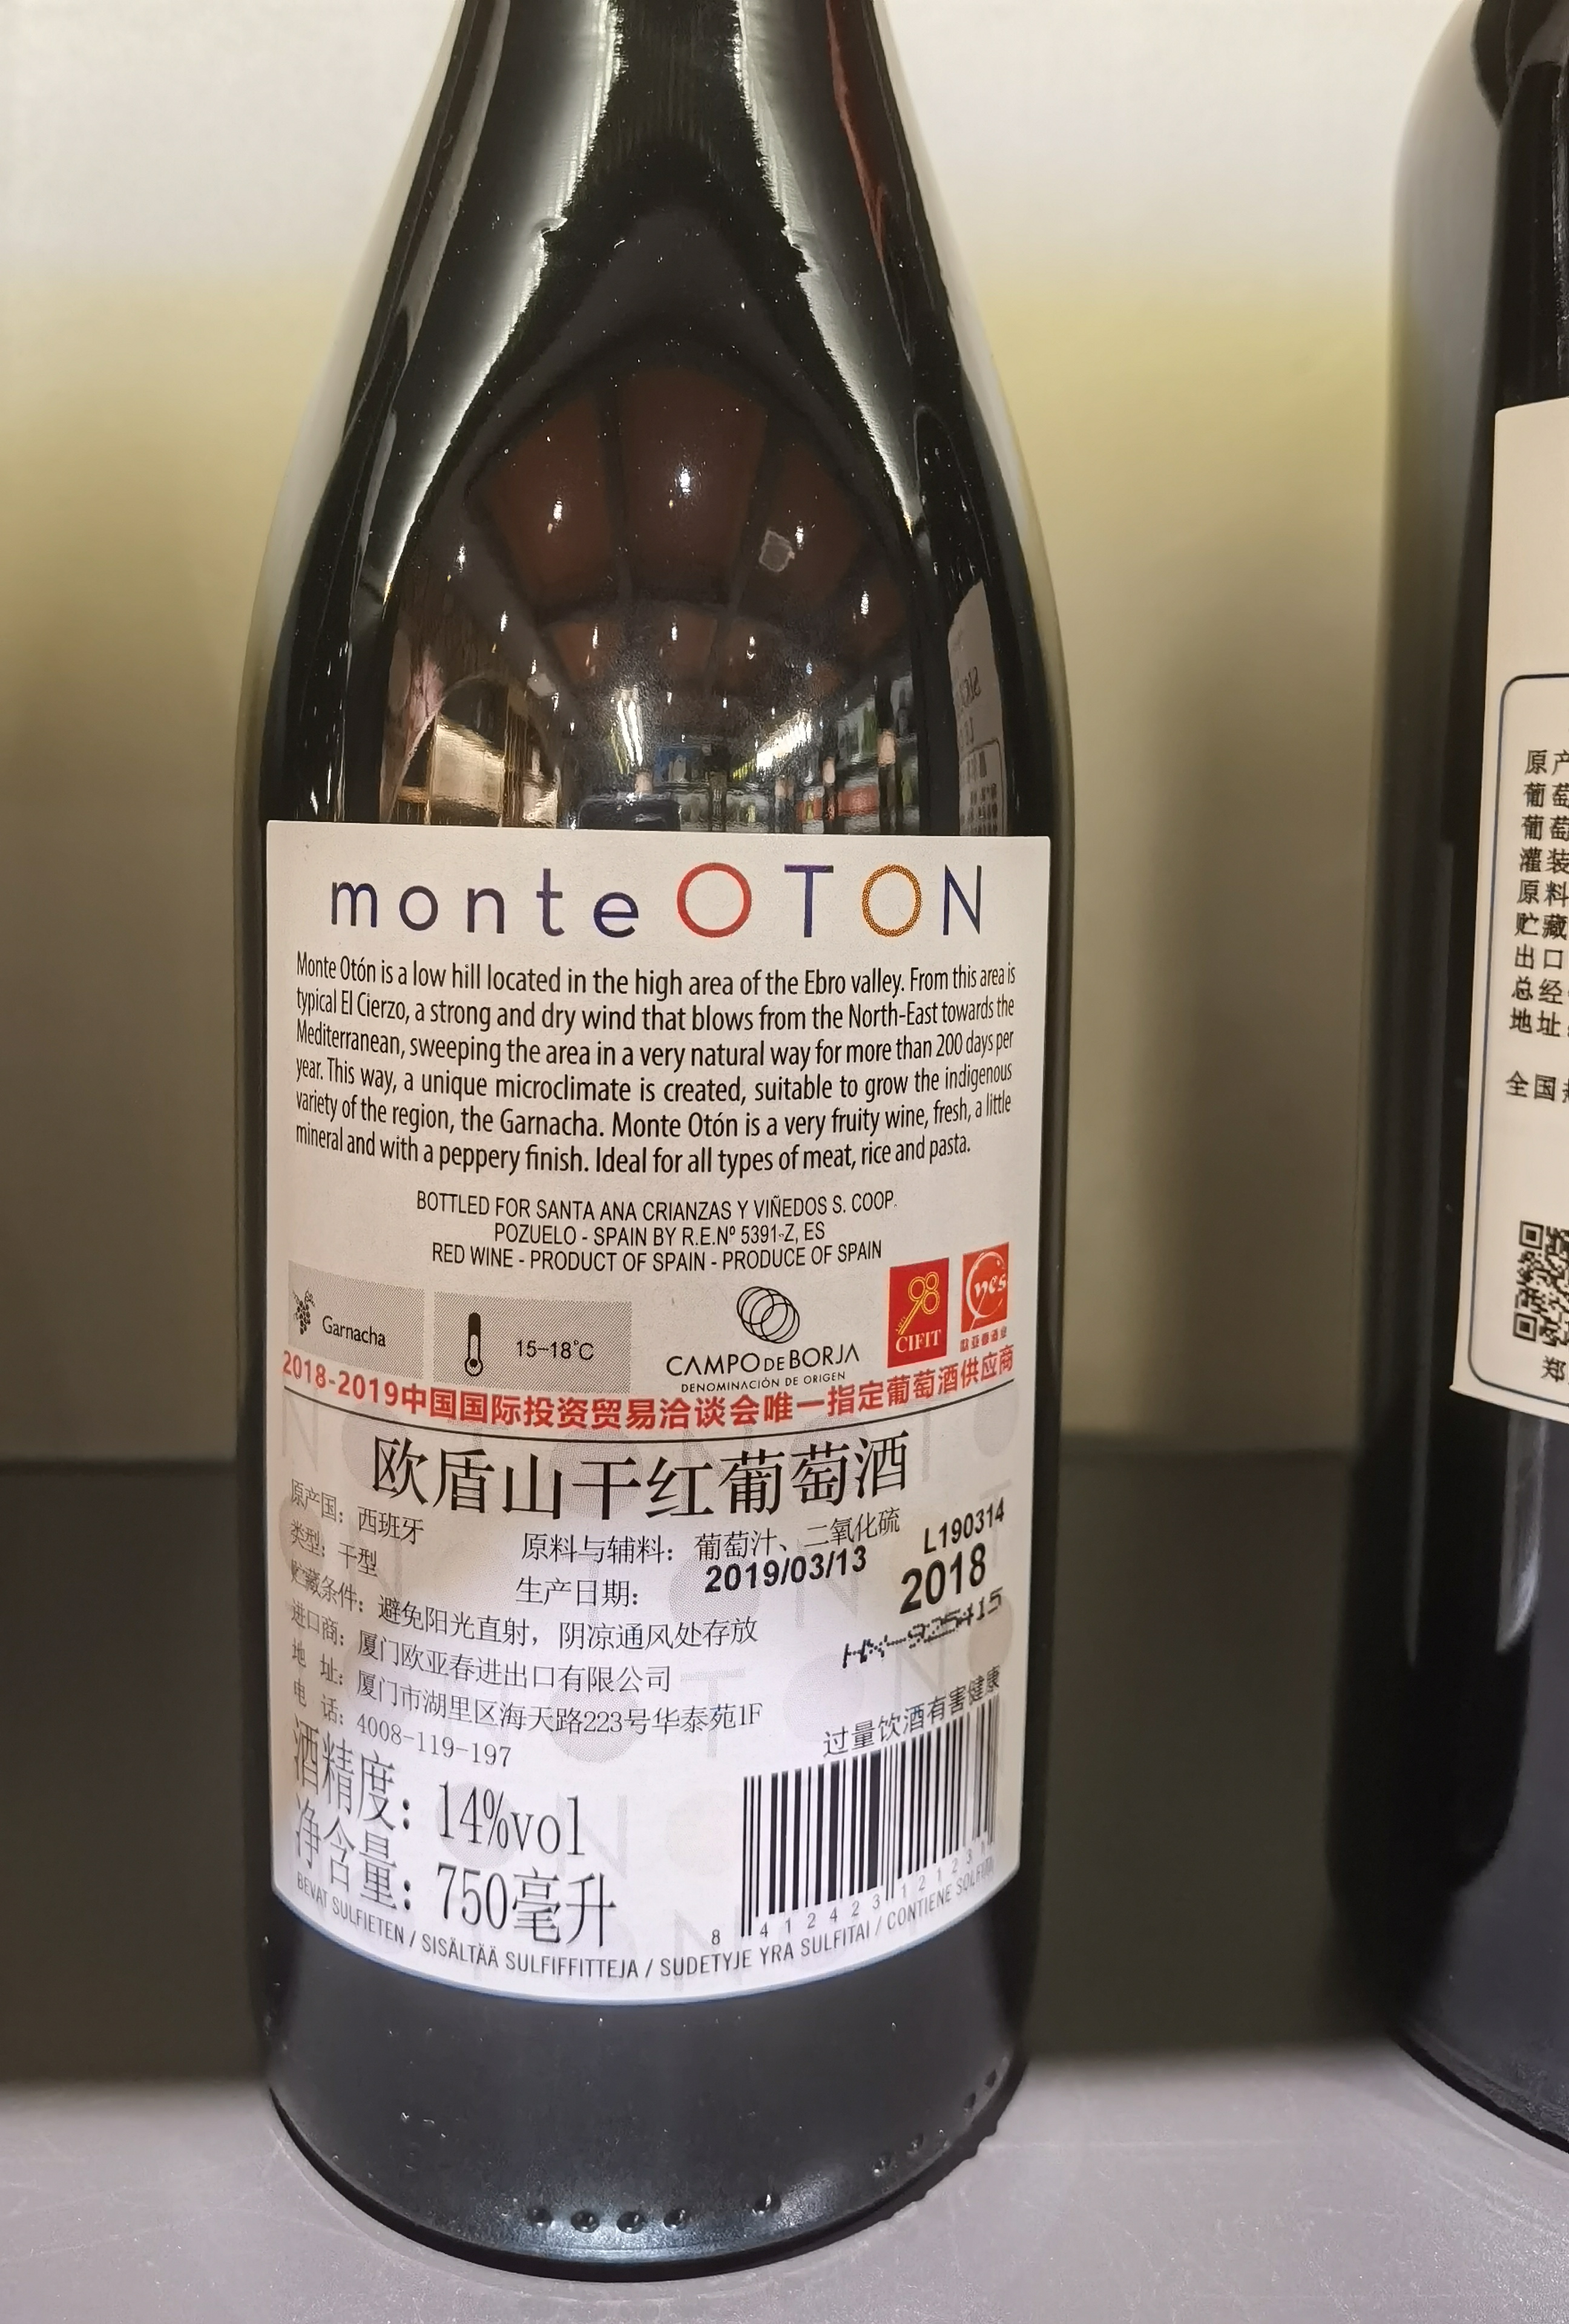 monte OTON
Monte Otón is a low hill located in the high area of the Ebro valley. From this area is
typical El Cierzo, a strong and dry wind that blows from the North-East towards the
Mediterranean, sweeping the area in a very natural way for more than 200 days per
year. This way, a unique microclimate is created, suitable to grow the indigenous
variety of the region, the Garnacha. Monte Otón is a very fruity wine, fresh, a little
mineral and with a peppery finish. Ideal for all types of meat, rice and pasta.
BOTTLED FOR SANTA ANA CRIANZAS Y VIÑEDOS S. COOP.
POZUELO - SPAIN BY R.E.Nº 5391-Z, ES
RED WINE - PRODUCT OF SPAIN - PRODUCE OF SPAIN
Garnacha
15-18°C
CAMPO DE BORJA
DENOMINACIÓN DE ORIGEN
98
CIFIT
yes
欧亚春酒业
2018-2019中国国际投资贸易洽谈会唯一指定葡萄酒供应商
欧盾山干红葡萄酒
原产国：西班牙
原料与辅料：葡萄汁、二氧化硫
L190314
类型：干型
生产日期：
2019/03/13
2018
贮藏条件：避免阳光直射，阴凉通风处存放
进口商：厦门欧亚春进出口有限公司
地 址：厦门市湖里区海天路223号华泰苑1F
电 话：4008-119-197
过量饮酒有害健康
酒精度：14%vol
净含量：750毫升
8 412423 12123
BEVAT SULFIETEN / SISÄLTÄÄ SULFIFFITTEJA / SUDETYJE YRA SULFITAI / CONTIENE
原产
葡萄
葡萄
灌装
原料
贮藏
出口
总经
地址：
全国
郑